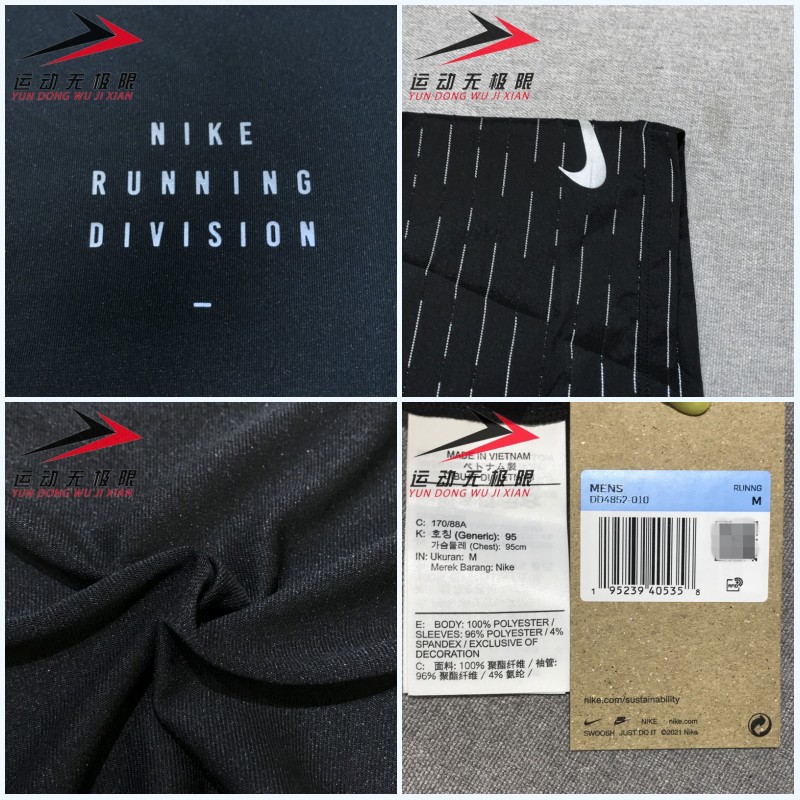 运动无极限
YUN DONG WU JI XIAN
NIKE
RUNNING
DIVISION
运动无极限
YUN DONG WU JI XIAN
运动无极限
YUN DONG WU JI XIAN
MADE IN VIETNAM
ベトナム製
运动无极限
YUN DONG WU JI XIAN
C: 170/88A
K: 호칭 (Generic): 95
가슴둘레 (Chest): 95cm
IN: Ukuran: M
Merek Barang: Nike
E: BODY: 100% POLYESTER /
SLEEVES: 96% POLYESTER / 4%
SPANDEX / EXCLUSIVE OF
DECORATION
C: 面料: 100% 聚酯纤维 / 袖管:
96% 聚酯纤维 / 4% 氨纶 /
MENS
RUNNG
DD4852-010
M
1 95239 40535 8
RFID
nike.com/sustainability
NIKE nike.com
SWOOSH JUST DO IT ©2021 Nike